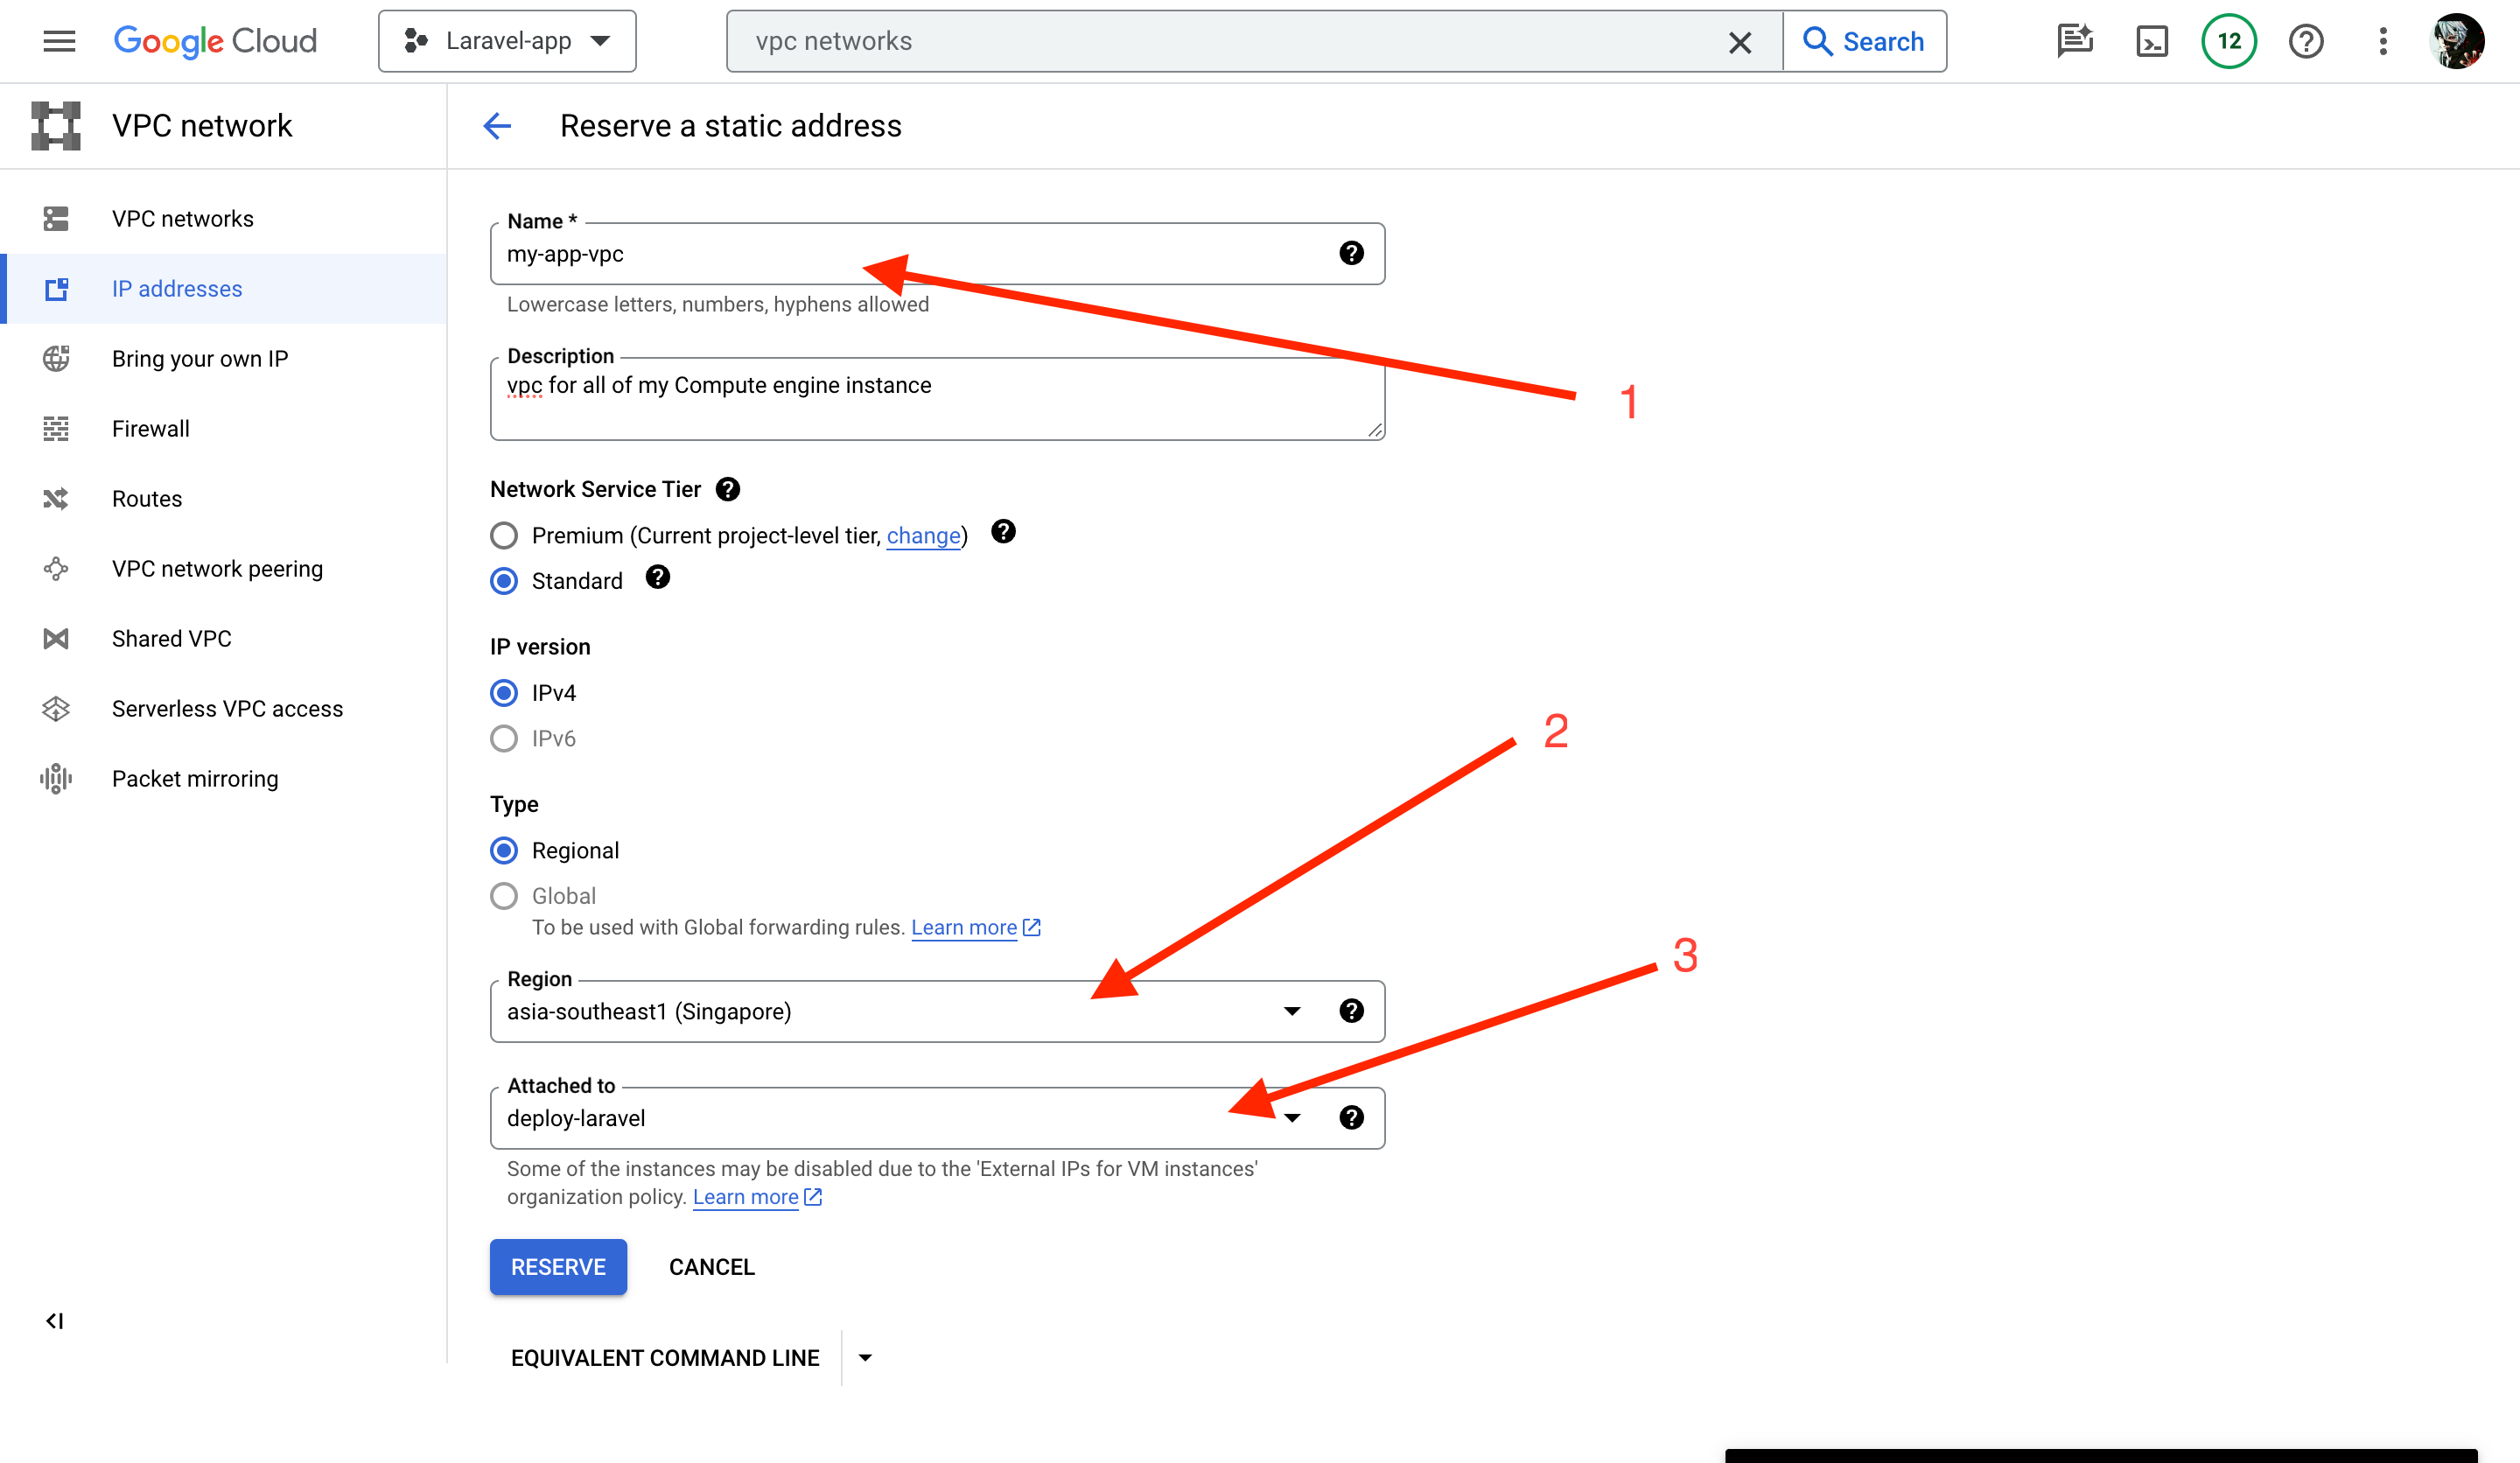 Google Cloud
Laravel-app
vpc networks
Search
12
VPC network
Reserve a static address
VPC networks
IP addresses
Bring your own IP
Firewall
Routes
VPC network peering
Shared VPC
Serverless VPC access
Packet mirroring
Name *
my-app-vpc
Lowercase letters, numbers, hyphens allowed
1
Description
vpc for all of my Compute engine instance
Network Service Tier
Premium (Current project-level tier, change)
Standard
IP version
IPv4
IPv6
2
Type
Regional
Global
To be used with Global forwarding rules. Learn more
3
Region
asia-southeast1 (Singapore)
Attached to
deploy-laravel
Some of the instances may be disabled due to the 'External IPs for VM instances'
organization policy. Learn more
RESERVE
CANCEL
EQUIVALENT COMMAND LINE